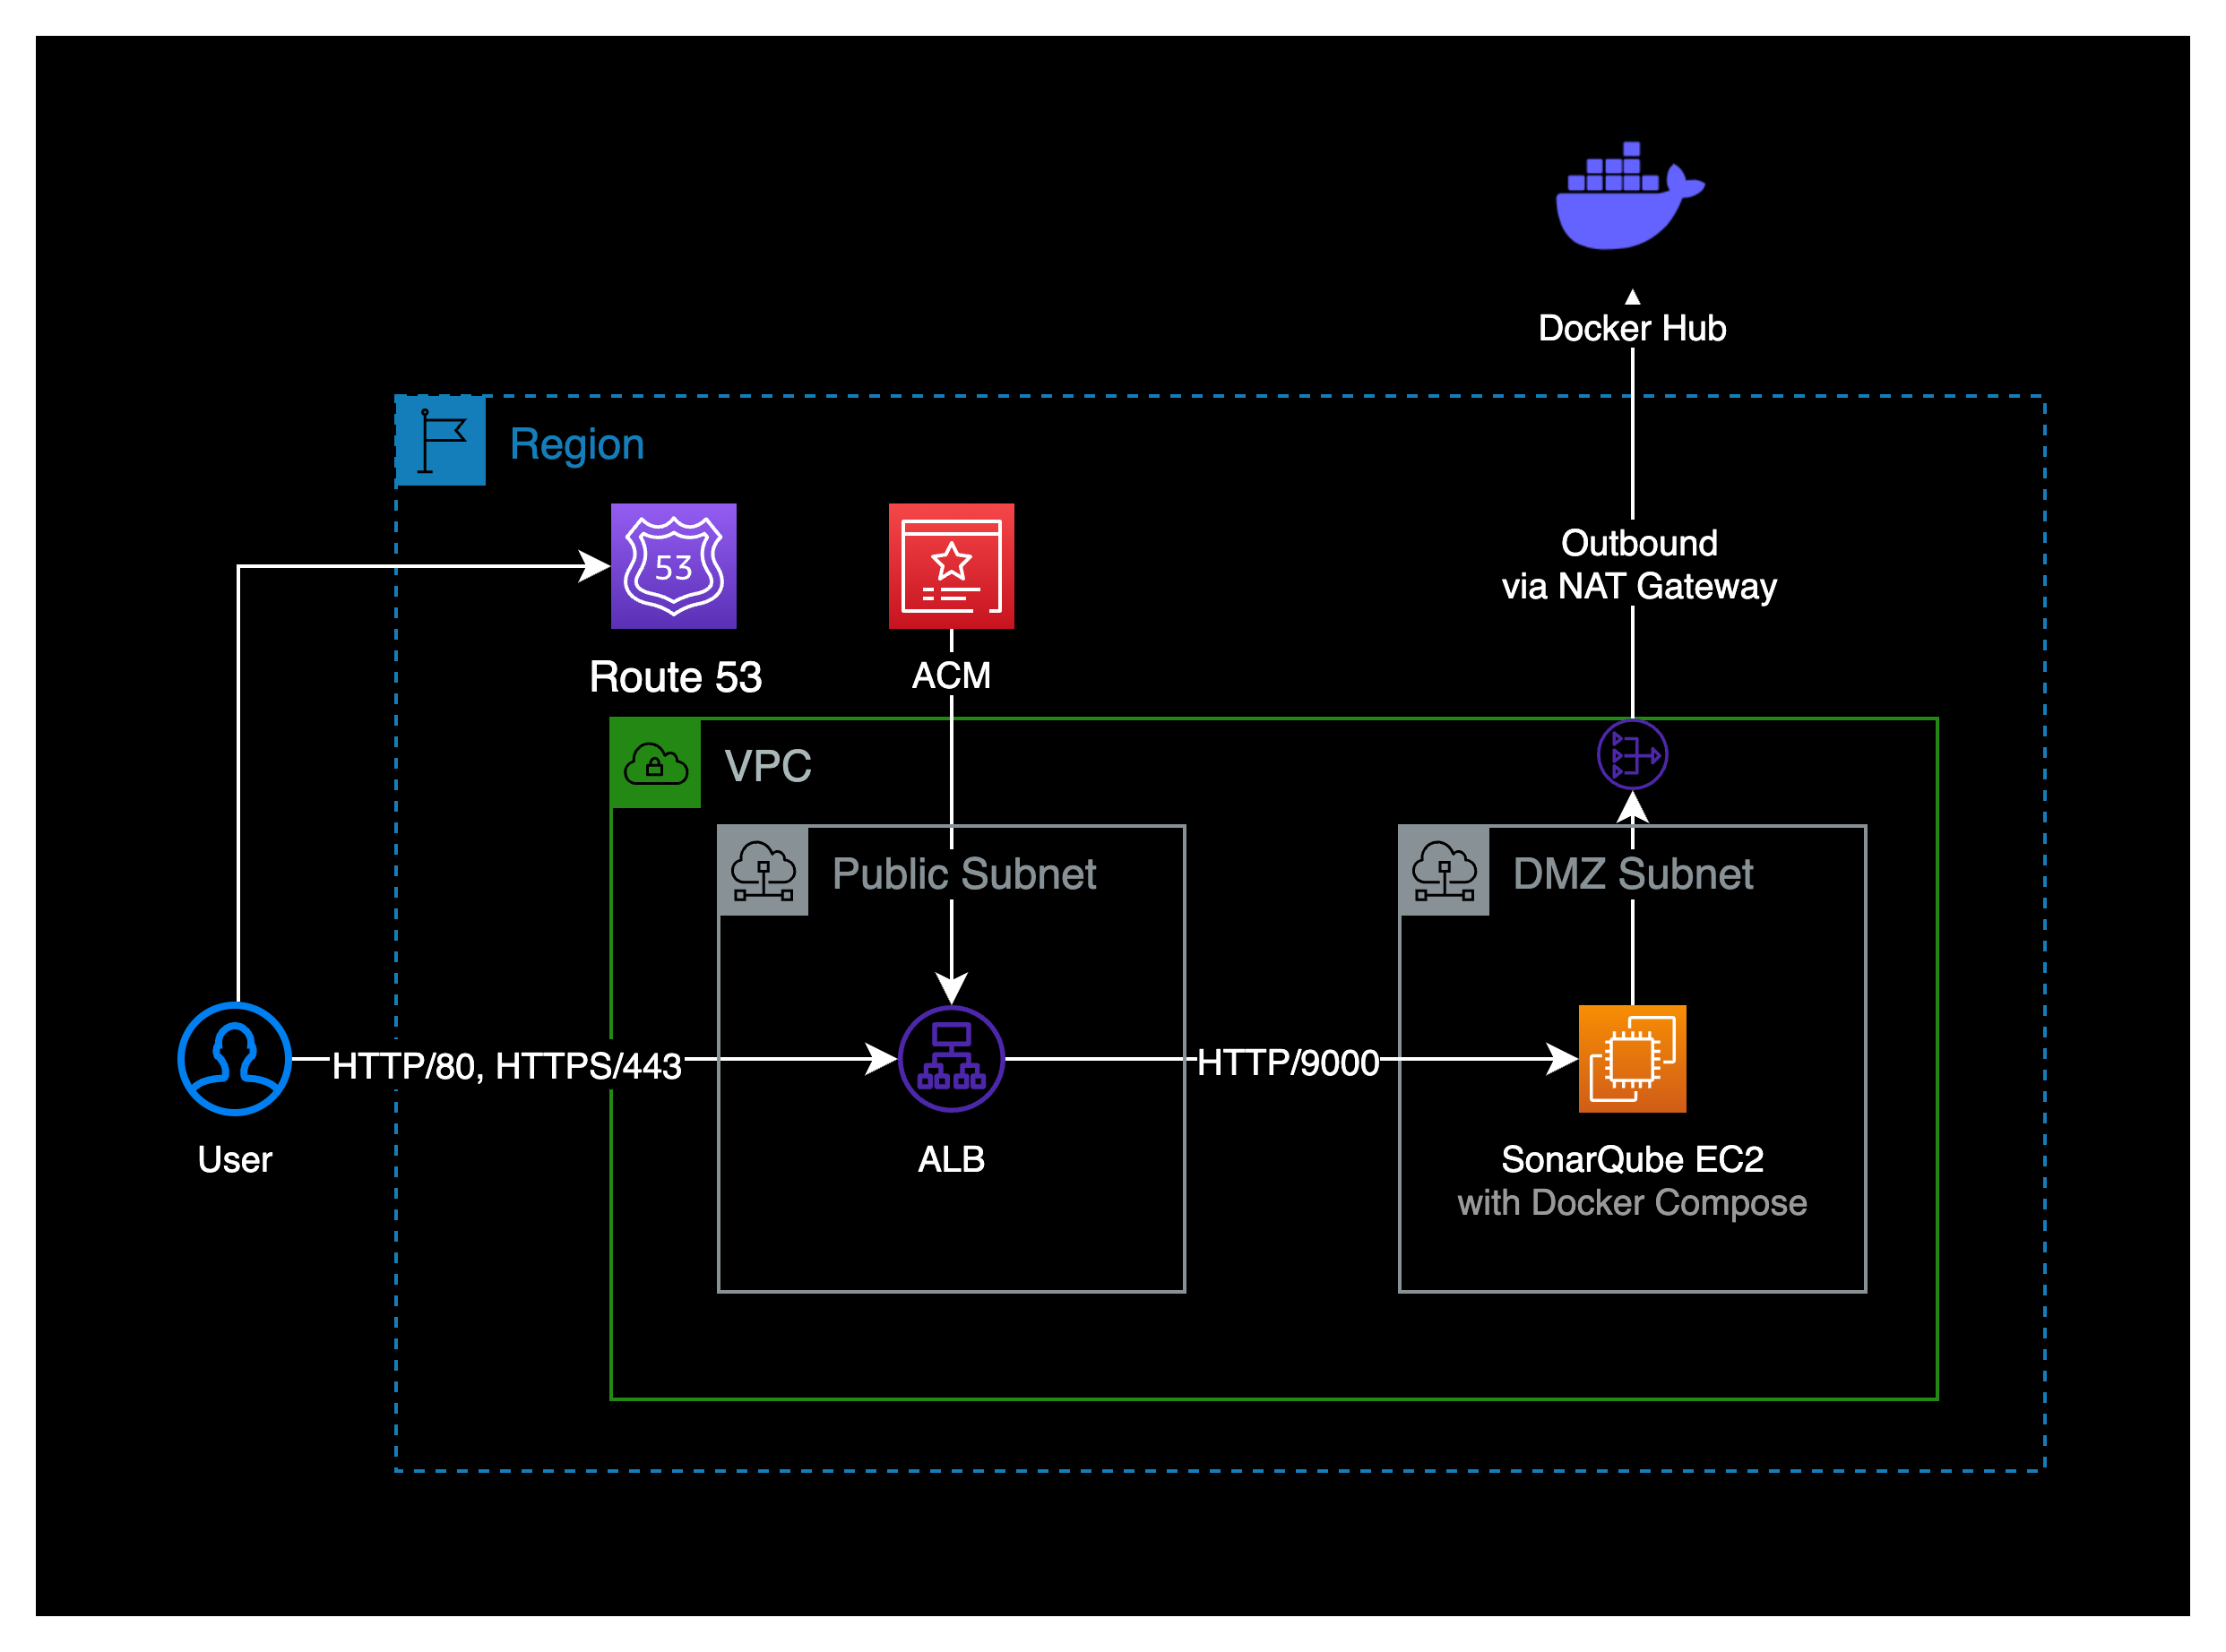 Docker Hub
Region
53
Outbound
via NAT Gateway
Route 53
ACM
VPC
Public Subnet
DMZ Subnet
HTTP/80, HTTPS/443
HTTP/9000
User
ALB
SonarQube EC2
with Docker Compose